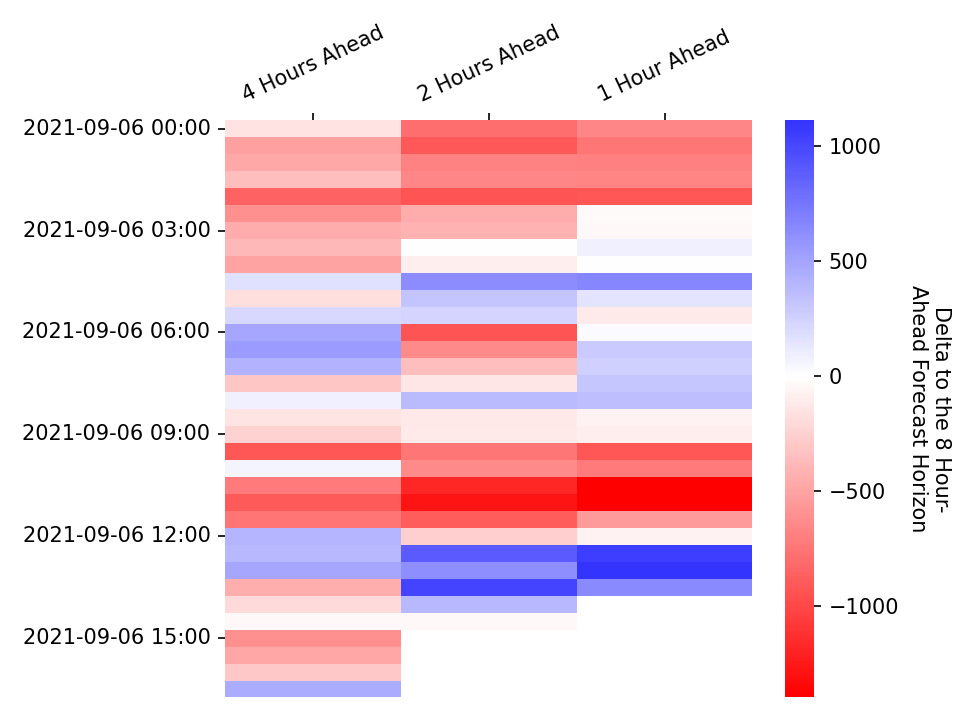 4 Hours Ahead
2 Hours Ahead
1 Hour Ahead
2021-09-06 00:00
2021-09-06 03:00
2021-09-06 06:00
2021-09-06 09:00
2021-09-06 12:00
2021-09-06 15:00
1000
500
0
−500
−1000
Delta to the 8 Hour-
Ahead Forecast Horizon